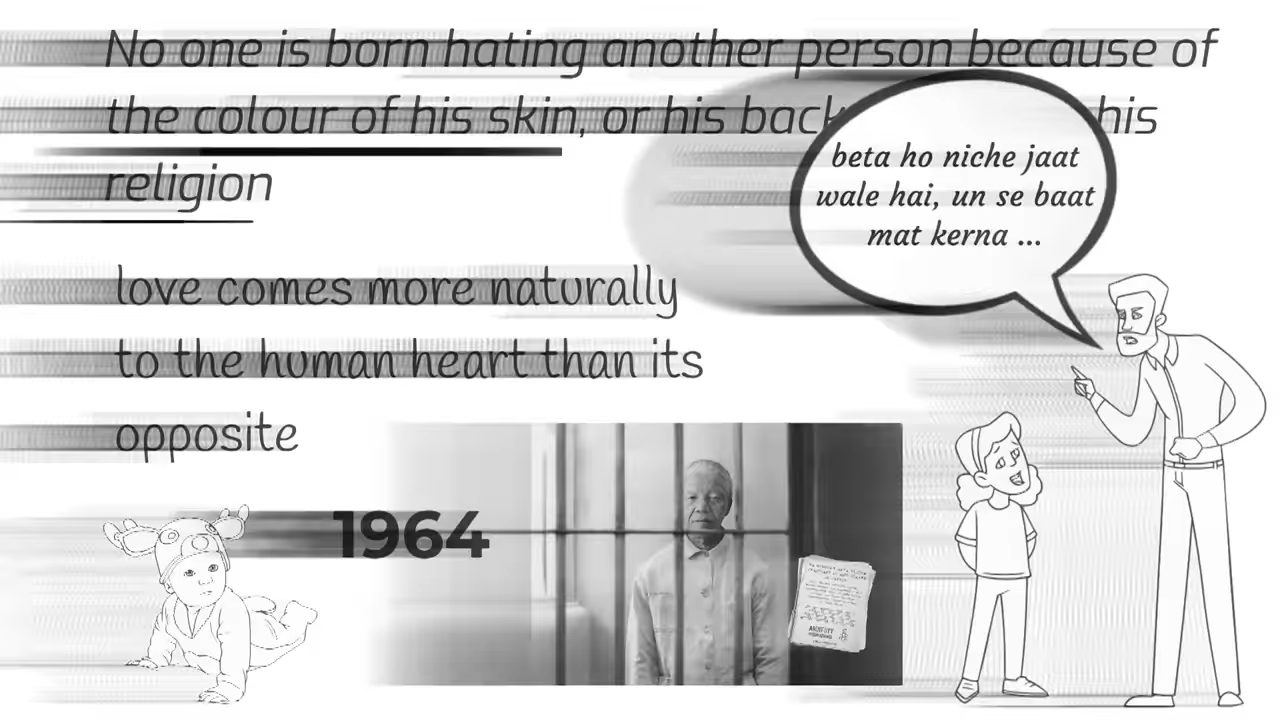 No one is born hating another person because of
the colour of his skin, or his back his
religion
beta ho niche jaat
wale hai, un se baat
mat kerna ...
love comes more naturally
to the human heart than its
opposite
1964